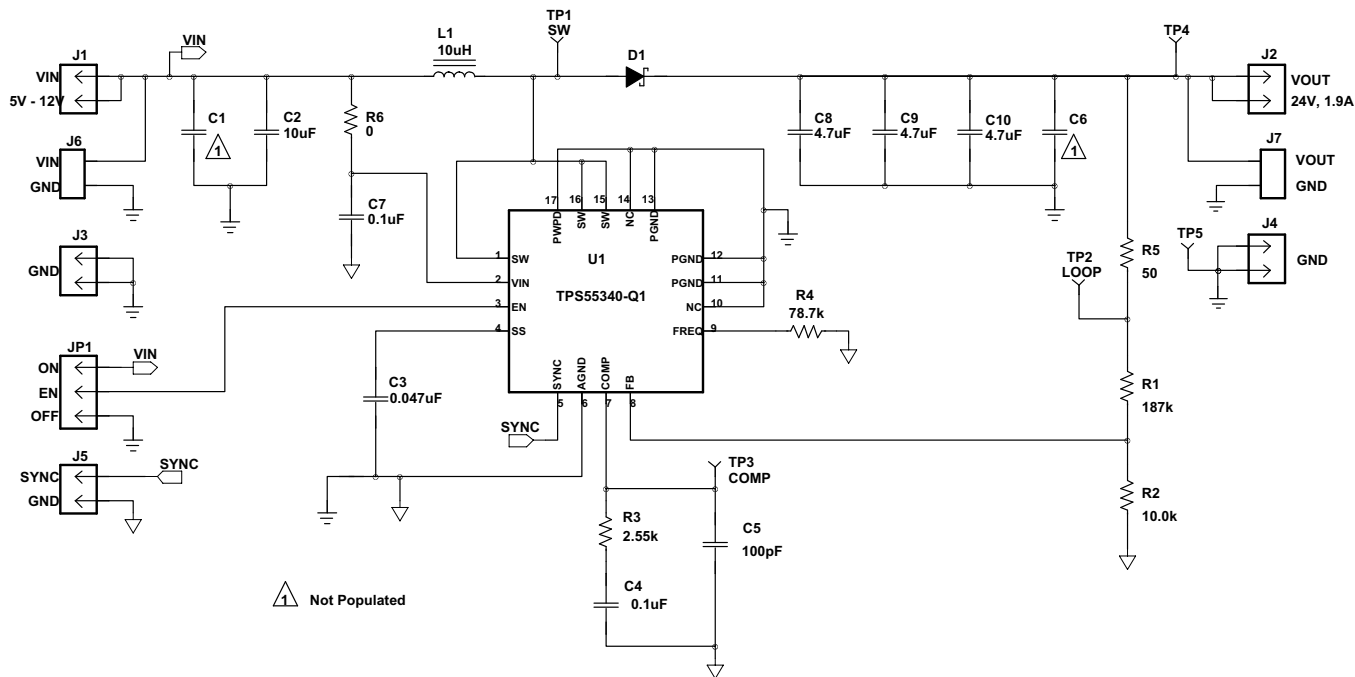 TP1
SW
TP4
VIN
L1
10uH
D1
J1
VIN
5V - 12V
J2
VOUT
24V, 1.9A
C1
1
C2
10uF
R6
0
C8
4.7uF
C9
4.7uF
C10
4.7uF
C6
1
J6
VIN
GND
J7
VOUT
GND
C7
0.1uF
17
16
15
14
13
PWPD
SW
SW
NC
PGND
J3
GND
U1
TPS55340-Q1
1
SW
2
VIN
3
EN
4
SS
PGND
12
PGND
11
NC
10
FREQ
9
R4
78.7k
TP2
LOOP
R5
50
TP5
J4
GND
JP1
ON
EN
OFF
VIN
C3
0.047uF
SYNC
AGND
COMP
FB
5
6
7
8
R1
187k
SYNC
J5
SYNC
GND
SYNC
TP3
COMP
R2
10.0k
R3
2.55k
C5
100pF
C4
0.1uF
1
Not Populated